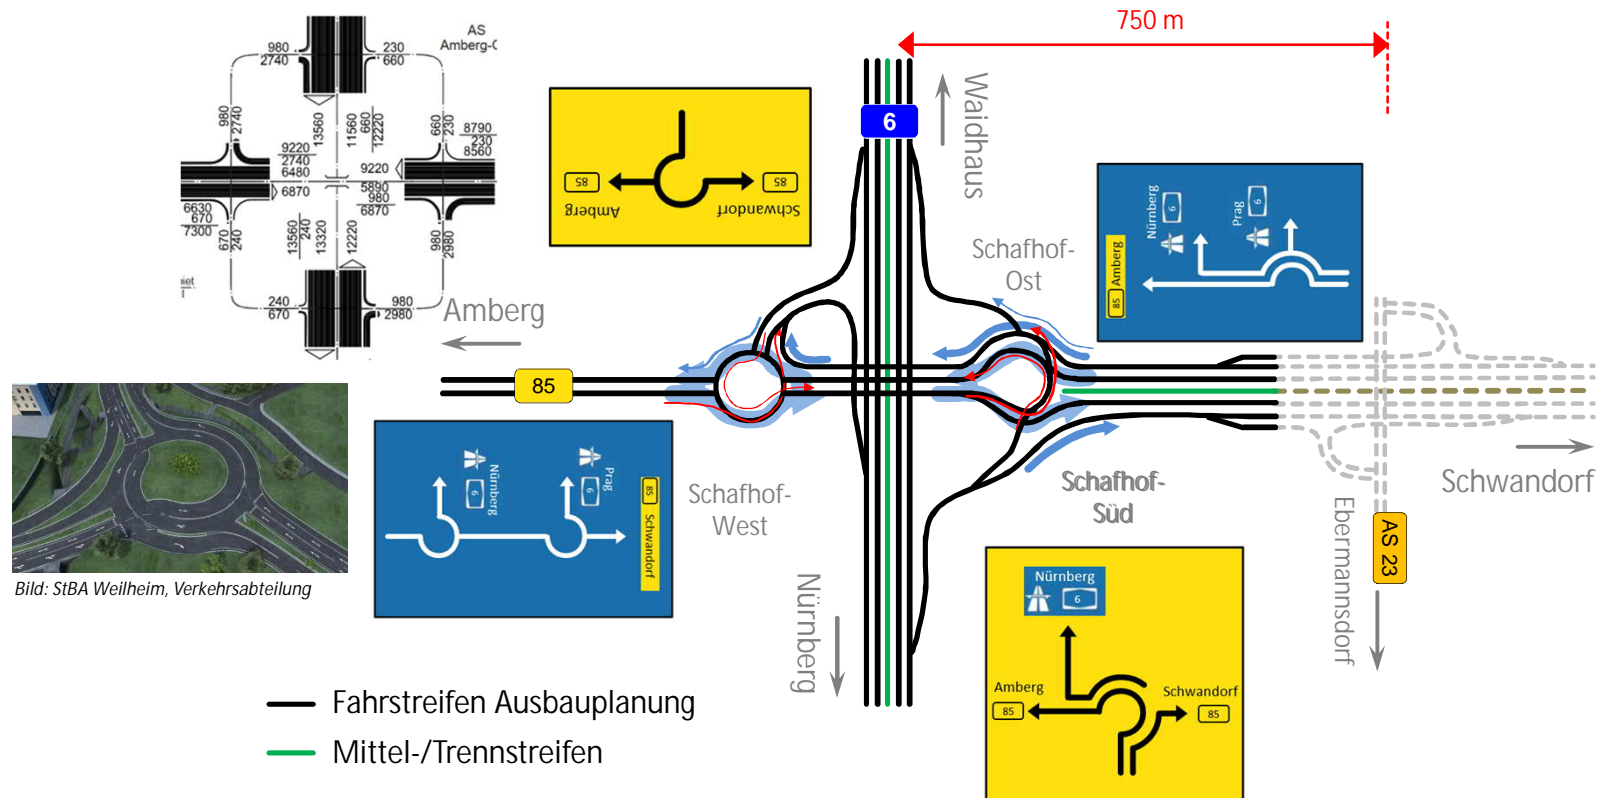 750 m
AS
Amberg-C
980
2740
230
660
980
2740
13560
11560
660
12220
660
230
8790
230
8560
9220
2740
6480
9220
6870
5890
980
6870
6630
670
7300
670
240
13560
240
13320
12220
980
2980
240
670
980
2980
6
Waidhaus
85
85
Amberg
Schwandorf
Schafhof-
Ost
Nürnberg
6
Prag
6
85 Amberg
Amberg
85
Schwandorf
Nürnberg
6
Prag
6
85 Schwandorf
Schafhof-
West
Schafhof-
Süd
Ebermannsdorf
AS 23
Bild: StBA Weilheim, Verkehrsabteilung
Nürnberg
Nürnberg
6
Amberg
85
Schwandorf
85
Fahrstreifen Ausbauplanung
Mittel-/Trennstreifen